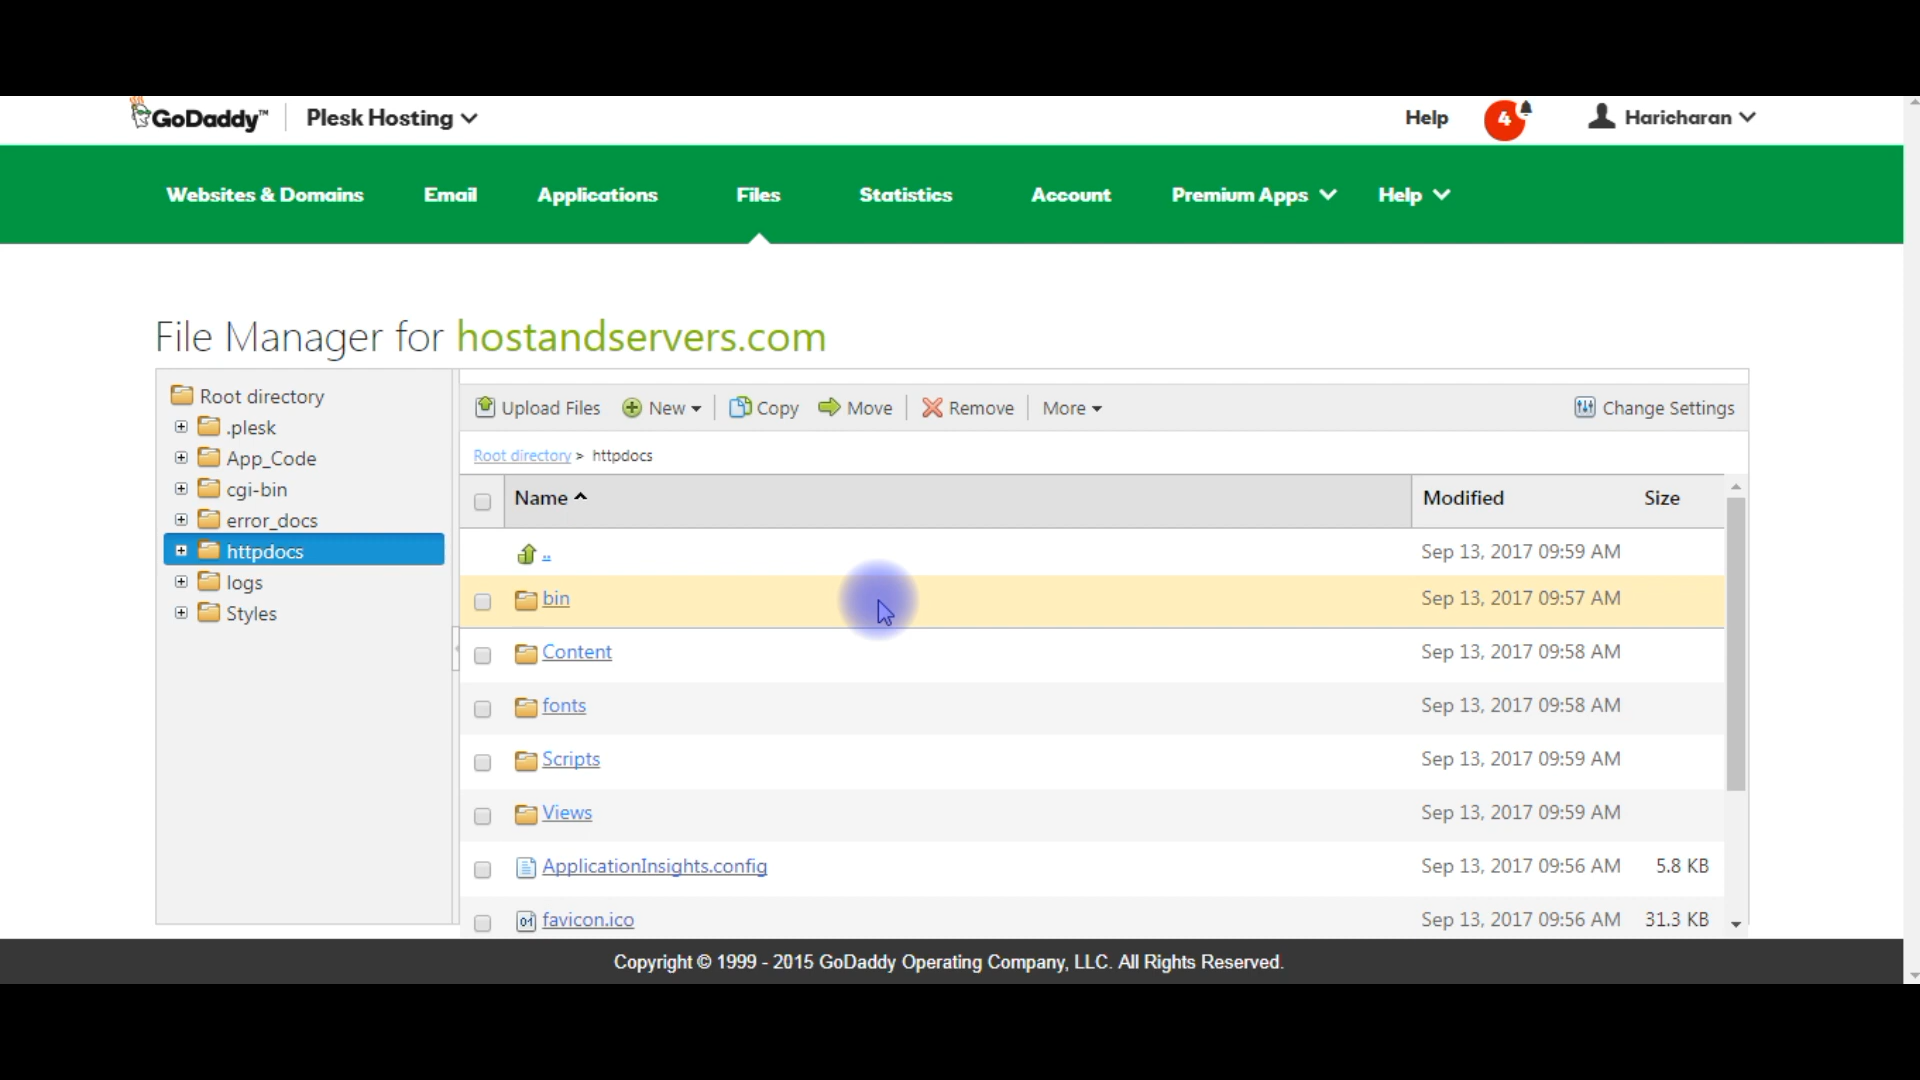 GoDaddy™ Plesk Hosting Help 4 Haricharan
Websites & Domains Email Applications Files Statistics Account Premium Apps Help
File Manager for hostandservers.com
Root directory
.plesk
App_Code
cgi-bin
error_docs
httpdocs
logs
Styles
Upload Files New Copy Move Remove More Change Settings
Root directory > httpdocs
Name Modified Size
.. Sep 13, 2017 09:59 AM
bin Sep 13, 2017 09:57 AM
Content Sep 13, 2017 09:58 AM
fonts Sep 13, 2017 09:58 AM
Scripts Sep 13, 2017 09:59 AM
Views Sep 13, 2017 09:59 AM
ApplicationInsights.config Sep 13, 2017 09:56 AM 5.8 KB
favicon.ico Sep 13, 2017 09:56 AM 31.3 KB
Copyright © 1999 - 2015 GoDaddy Operating Company, LLC. All Rights Reserved.